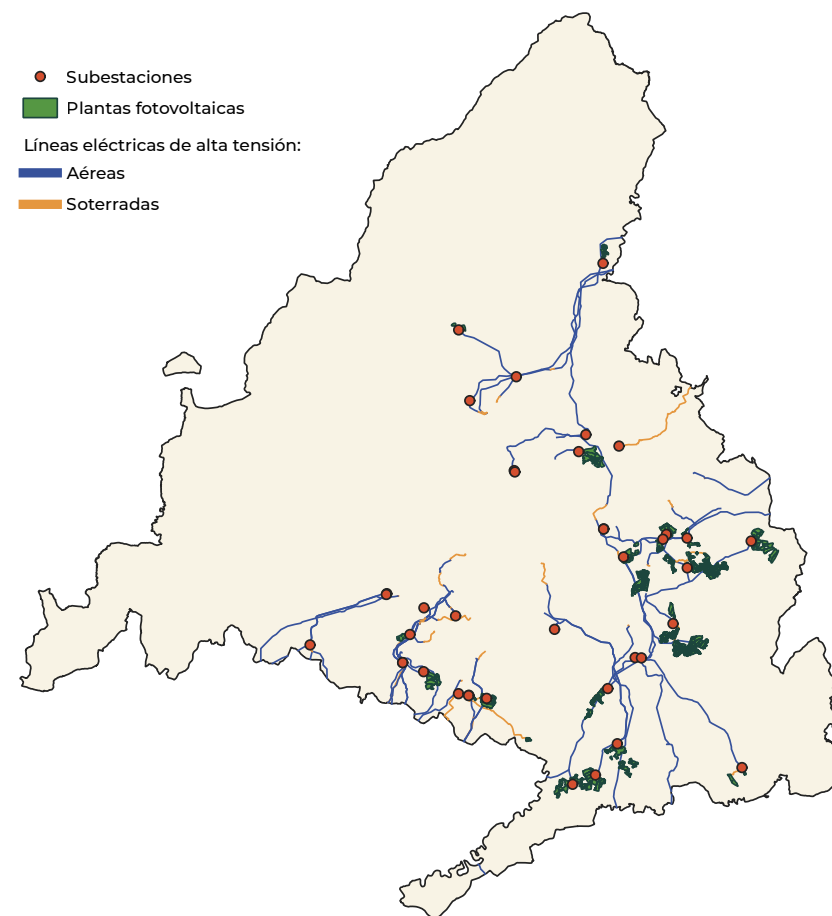 Subestaciones
Plantas fotovoltaicas
Líneas eléctricas de alta tensión:
Aéreas
Soterradas